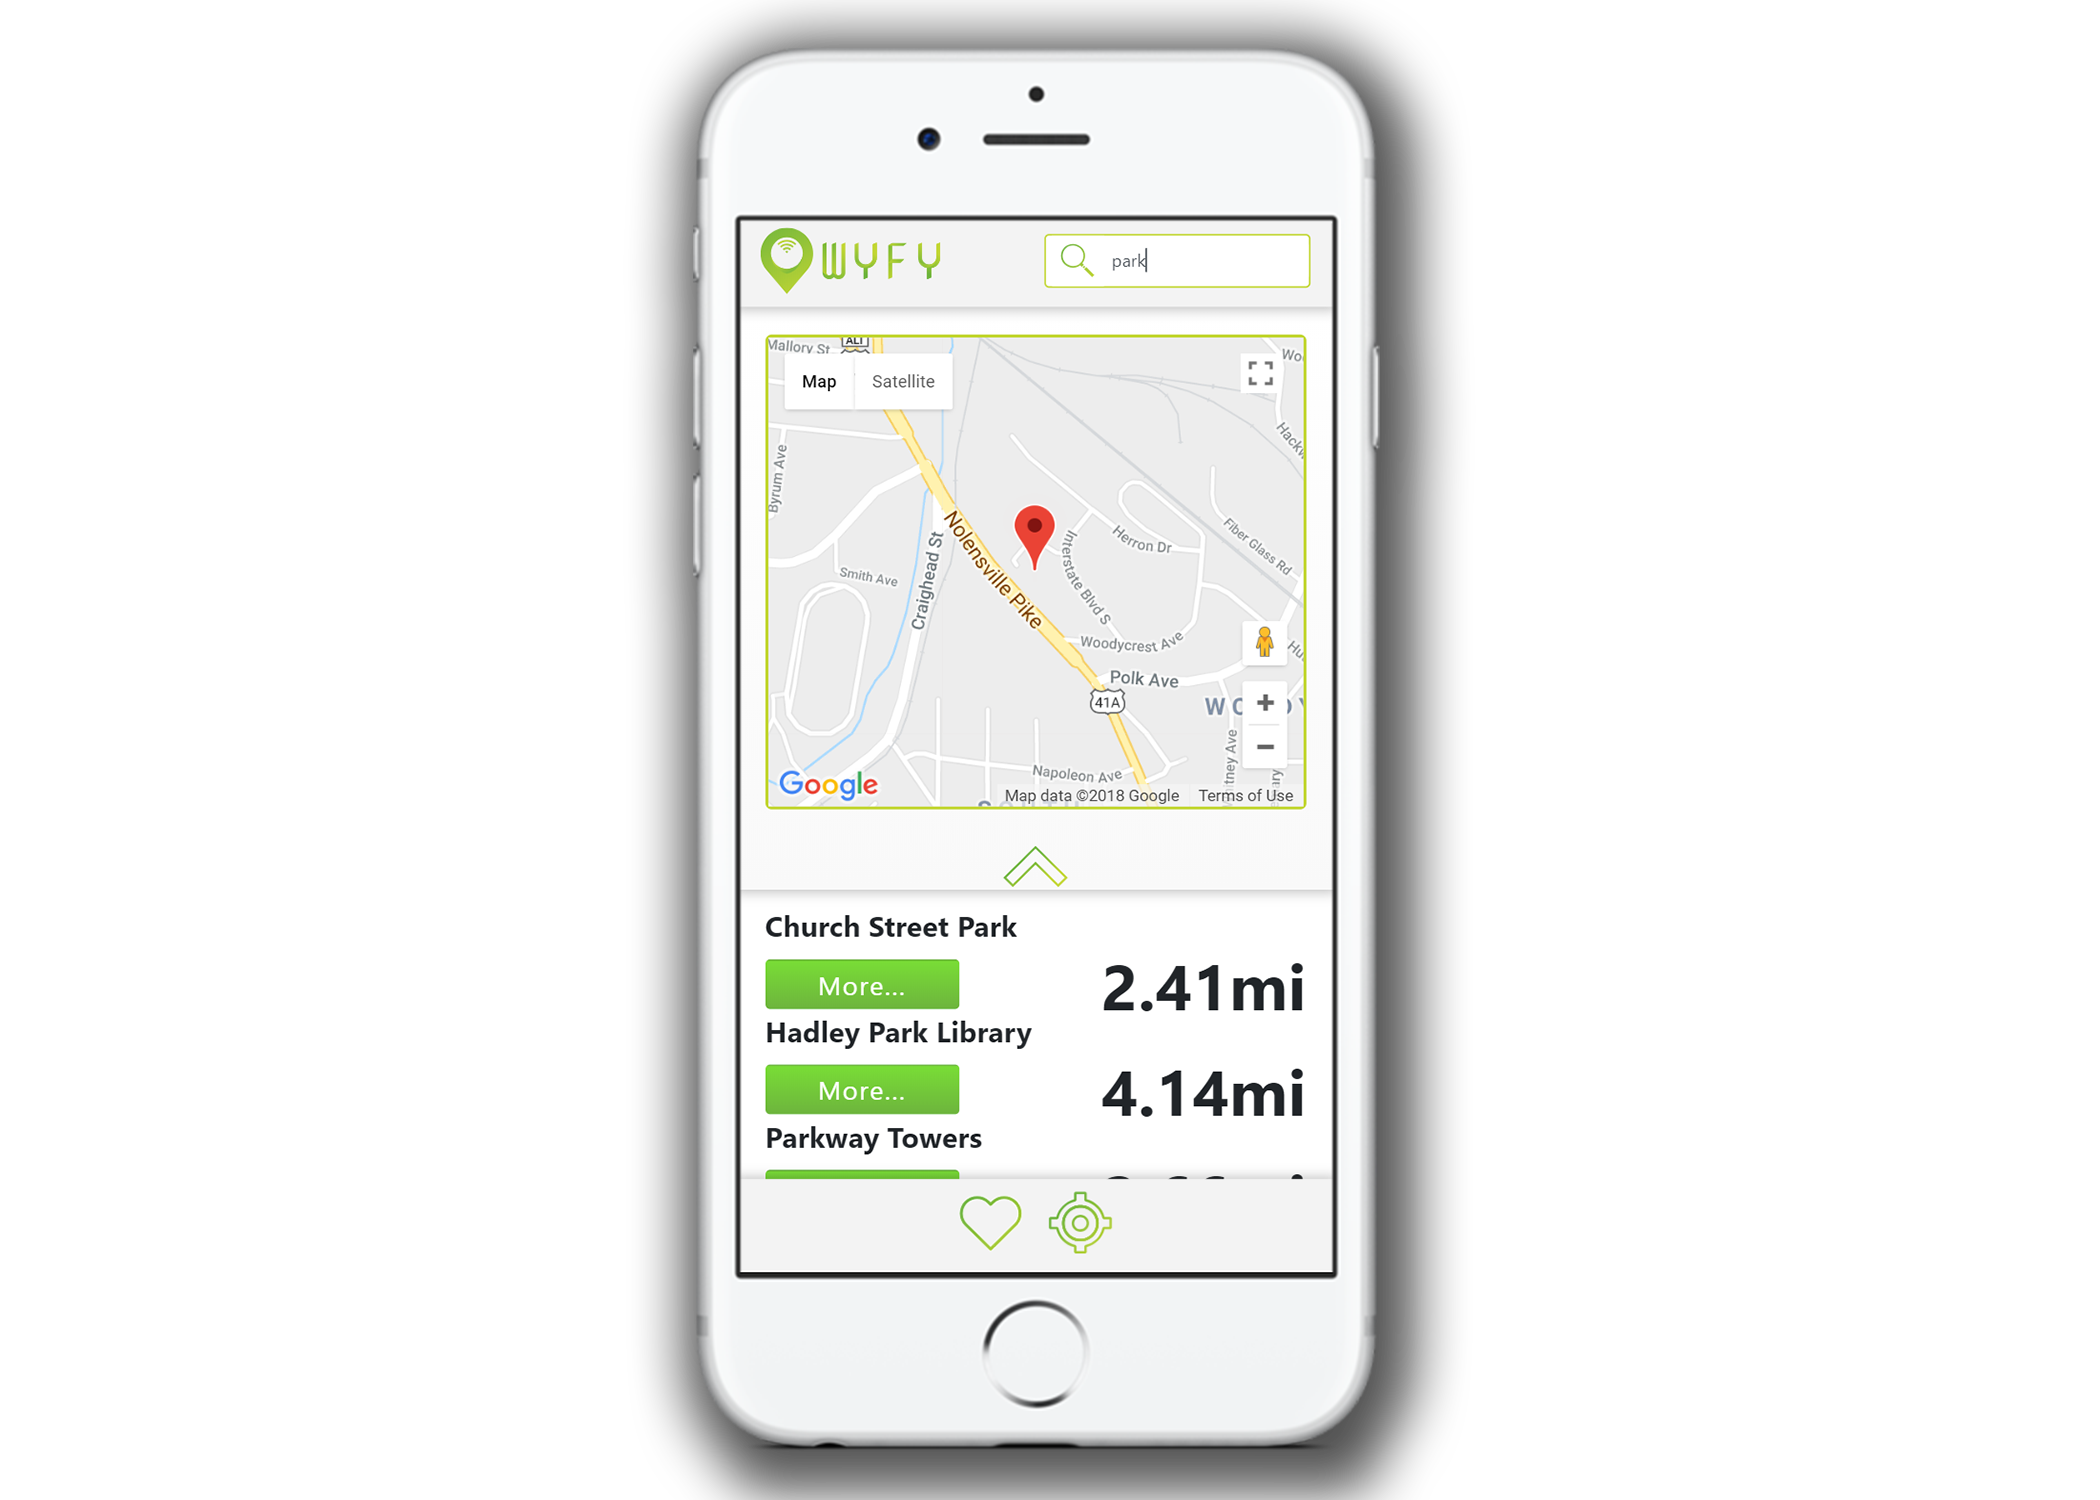 WYFY
park
Mallory St
ALT
Map
Satellite
Byrum Ave
Smith Ave
Craighead St
Nolensville Pike
Interstate Blvd S
Herron Dr
Fiber Glass Rd
Woodycrest Ave
Polk Ave
41A
Napoleon Ave
Google
Map data ©2018 Google
Terms of Use
Church Street Park
More...
2.41mi
Hadley Park Library
More...
4.14mi
Parkway Towers